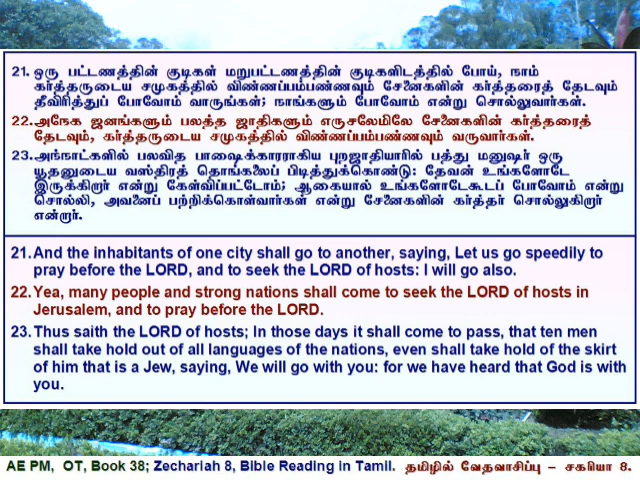 21. ஒரு பட்டணத்தின் குடிகள் மறுபட்டணத்தின் குடிகளிடத்தில் போய், நாம்
கர்த்தருடைய சமுகத்தில் விண்ணப்பம்பண்ணவும் சேனைகளின் கர்த்தரைத் தேடவும்
தீவிரித்துப் போவோம் வாருங்கள்; நாங்களும் போவோம் என்று சொல்லுவார்கள்.
22.அநேக ஜனங்களும் பலத்த ஜாதிகளும் எருசலேமிலே சேனைகளின் கர்த்தரைத்
தேடவும், கர்த்தருடைய சமுகத்தில் விண்ணப்பம்பண்ணவும் வருவார்கள்.
23.அந்நாட்களில் பலவித பாஷைக்காரராகிய புறஜாதியாரில் பத்து மனுஷர் ஒரு
யூதனுடைய வஸ்திரத் தொங்கலைப் பிடித்துக்கொண்டு: தேவன் உங்களோடே
இருக்கிறார் என்று கேள்விப்பட்டோம்; ஆகையால் உங்களோடேகூடப் போவோம் என்று
சொல்லி, அவனைப் பற்றிக்கொள்வார்கள் என்று சேனைகளின் கர்த்தர் சொல்லுகிறார்
என்றார்.
21. And the inhabitants of one city shall go to another, saying, Let us go speedily to
pray before the LORD, and to seek the LORD of hosts: I will go also.
22. Yea, many people and strong nations shall come to seek the LORD of hosts in
Jerusalem, and to pray before the LORD.
23. Thus saith the LORD of hosts; In those days it shall come to pass, that ten men
shall take hold out of all languages of the nations, even shall take hold of the skirt
of him that is a Jew, saying, We will go with you: for we have heard that God is with
you.
AE PM, OT, Book 38; Zechariah 8, Bible Reading in Tamil. தமிழில் வேதவாசிப்பு – சகரியா 8.